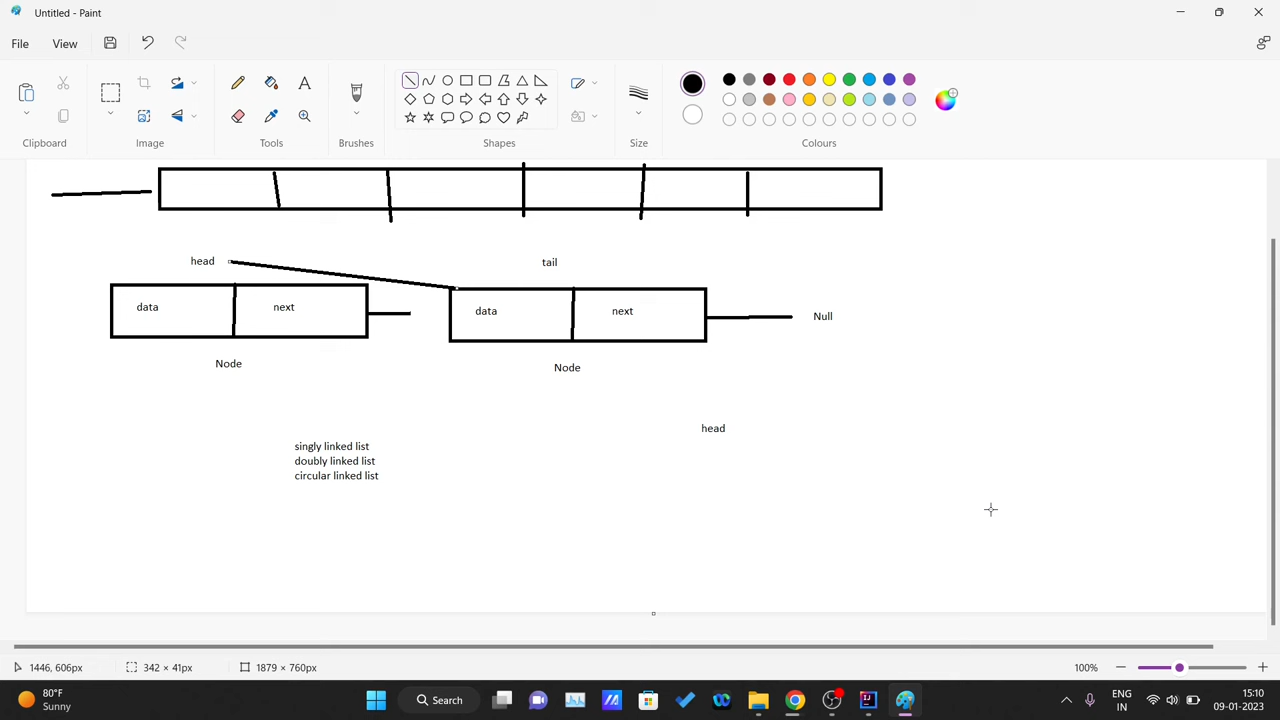 Untitled - Paint
File View
Clipboard Image Tools Brushes Shapes Size Colours
head tail
data next data next Null
Node Node
head
singly linked list
doubly linked list
circular linked list
1446, 606px 342 × 41px 1879 × 760px 100%
80°F
Sunny
Search
ENG
IN
15:10
09-01-2023